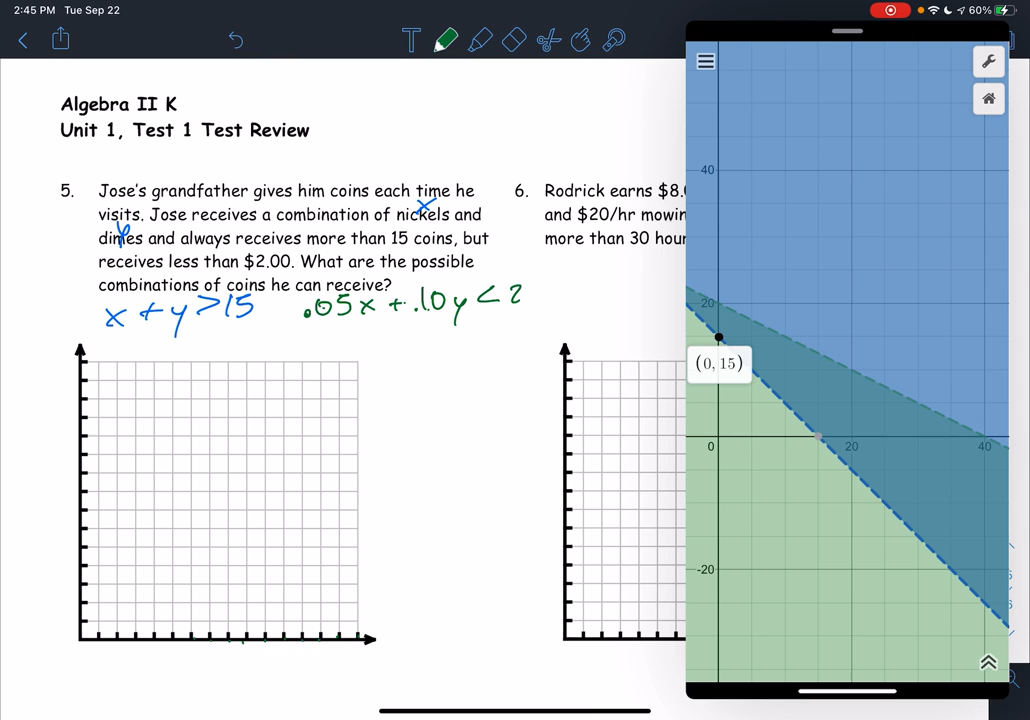 2:45 PM Tue Sep 22
60%
T
Algebra II K
Unit 1, Test 1 Test Review
5. Jose's grandfather gives him coins each time he
visits. Jose receives a combination of nickels and
dimes and always receives more than 15 coins, but
receives less than $2.00. What are the possible
combinations of coins he can receive?
x
y
x + y > 15
.05x + .10y < 2
6. Rodrick earns $8.
and $20/hr mowin
more than 30 hour
40
20
(0, 15)
0
20
40
-20